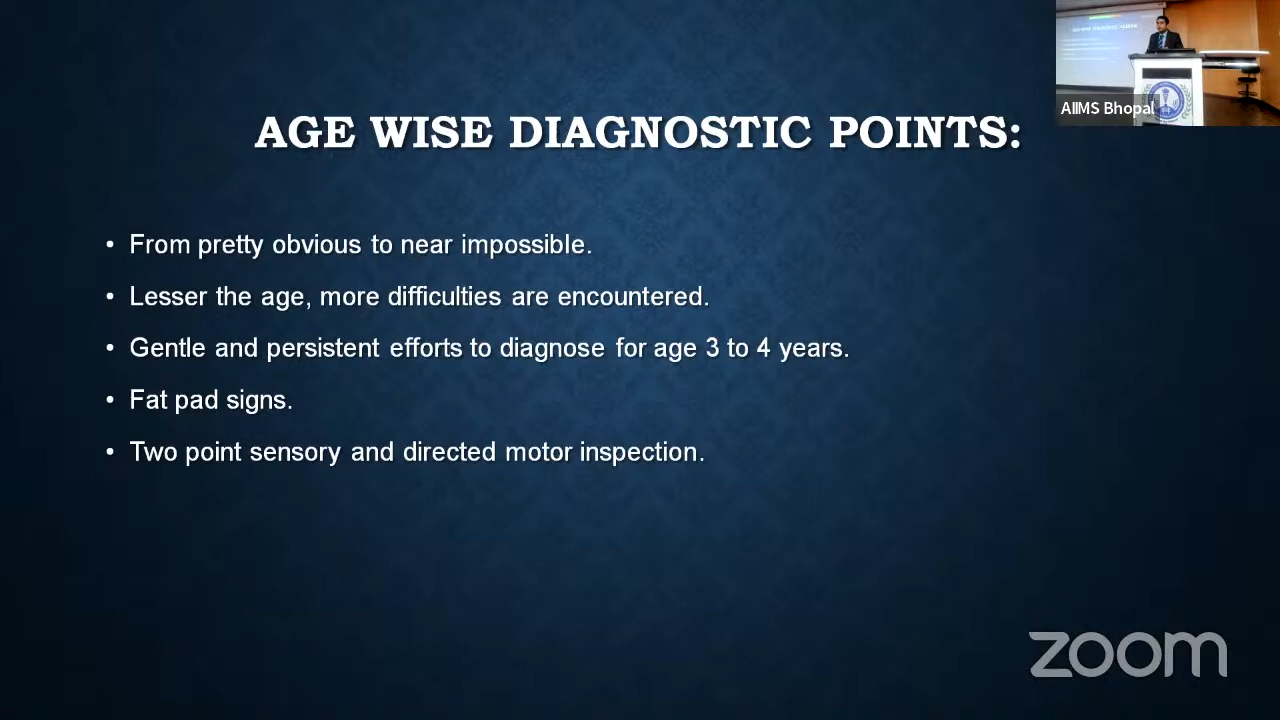 AGE WISE DIAGNOSTIC POINTS:
• From pretty obvious to near impossible.
• Lesser the age, more difficulties are encountered.
• Gentle and persistent efforts to diagnose for age 3 to 4 years.
• Fat pad signs.
• Two point sensory and directed motor inspection.
AIIMS Bhopal
zoom